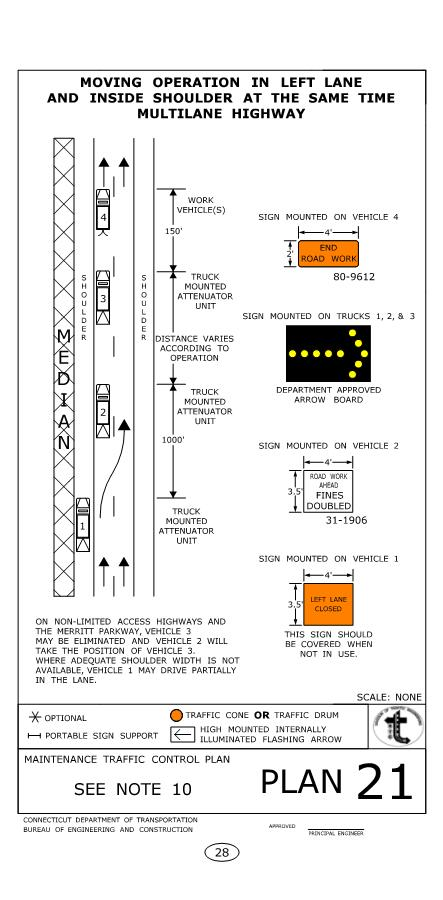 MOVING OPERATION IN LEFT LANE
AND INSIDE SHOULDER AT THE SAME TIME
MULTILANE HIGHWAY
MEDIAN
SHOULDER
SHOULDER
4
3
2
1
WORK
VEHICLE(S)
150'
TRUCK
MOUNTED
ATTENUATOR
UNIT
DISTANCE VARIES
ACCORDING TO
OPERATION
TRUCK
MOUNTED
ATTENUATOR
UNIT
1000'
TRUCK
MOUNTED
ATTENUATOR
UNIT
SIGN MOUNTED ON VEHICLE 4
4'
2'
END
ROAD WORK
80-9612
SIGN MOUNTED ON TRUCKS 1, 2, & 3
DEPARTMENT APPROVED
ARROW BOARD
SIGN MOUNTED ON VEHICLE 2
4'
3.5'
ROAD WORK
AHEAD
FINES
DOUBLED
31-1906
SIGN MOUNTED ON VEHICLE 1
4'
3.5'
LEFT LANE
CLOSED
THIS SIGN SHOULD
BE COVERED WHEN
NOT IN USE.
ON NON-LIMITED ACCESS HIGHWAYS AND
THE MERRITT PARKWAY, VEHICLE 3
MAY BE ELIMINATED AND VEHICLE 2 WILL
TAKE THE POSITION OF VEHICLE 3.
WHERE ADEQUATE SHOULDER WIDTH IS NOT
AVAILABLE, VEHICLE 1 MAY DRIVE PARTIALLY
IN THE LANE.
SCALE: NONE
OPTIONAL
TRAFFIC CONE OR TRAFFIC DRUM
PORTABLE SIGN SUPPORT
HIGH MOUNTED INTERNALLY
ILLUMINATED FLASHING ARROW
MAINTENANCE TRAFFIC CONTROL PLAN
SEE NOTE 10
PLAN 21
CONNECTICUT DEPARTMENT OF TRANSPORTATION
BUREAU OF ENGINEERING AND CONSTRUCTION
APPROVED
PRINCIPAL ENGINEER
28